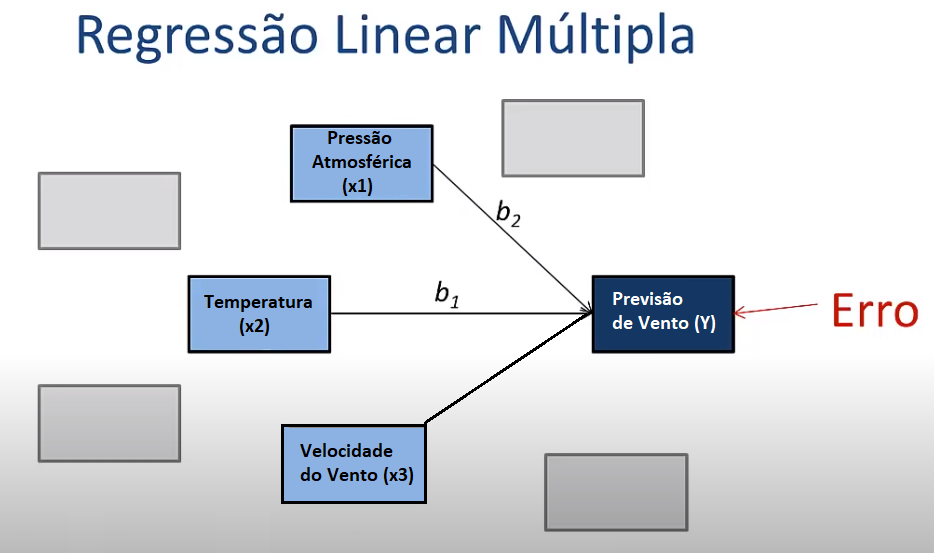 Regressão Linear Múltipla
Pressão
Atmosférica
(x1)
b2
Temperatura
(x2)
b1
Previsão
de Vento (Y)
Erro
Velocidade
do Vento (x3)